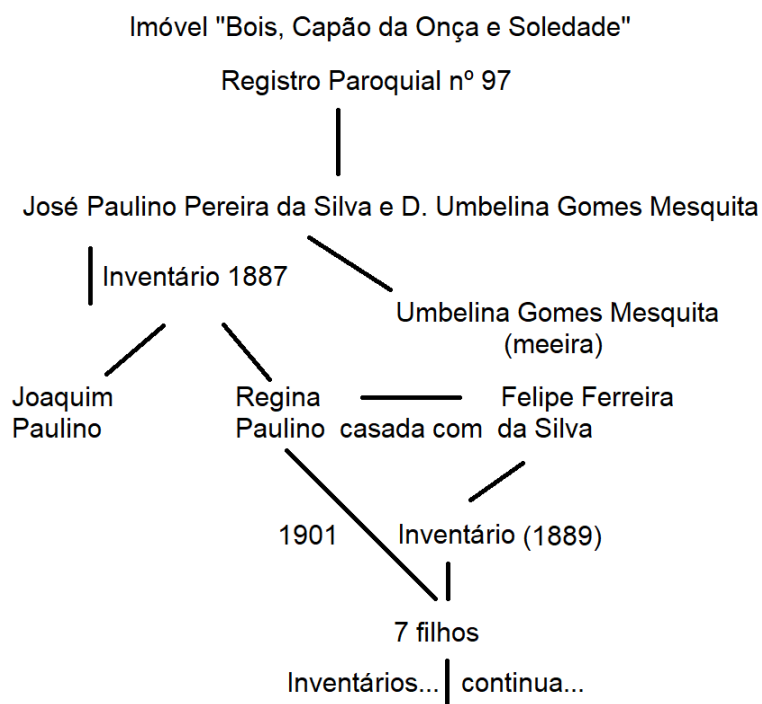 Imóvel "Bois, Capão da Onça e Soledade"
Registro Paroquial nº 97
José Paulino Pereira da Silva e D. Umbelina Gomes Mesquita
Inventário 1887
Umbelina Gomes Mesquita
(meeira)
Joaquim
Paulino
Regina
Paulino casada com
Felipe Ferreira
da Silva
1901
Inventário (1889)
7 filhos
Inventários... continua...